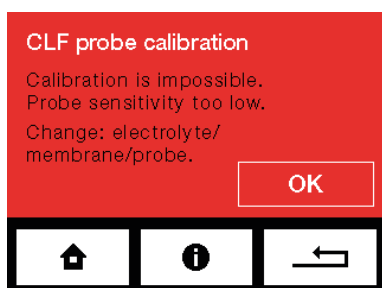 CLF probe calibration
Calibration is impossible.
Probe sensitivity too low.
Change: electrolyte/
membrane/probe.
OK